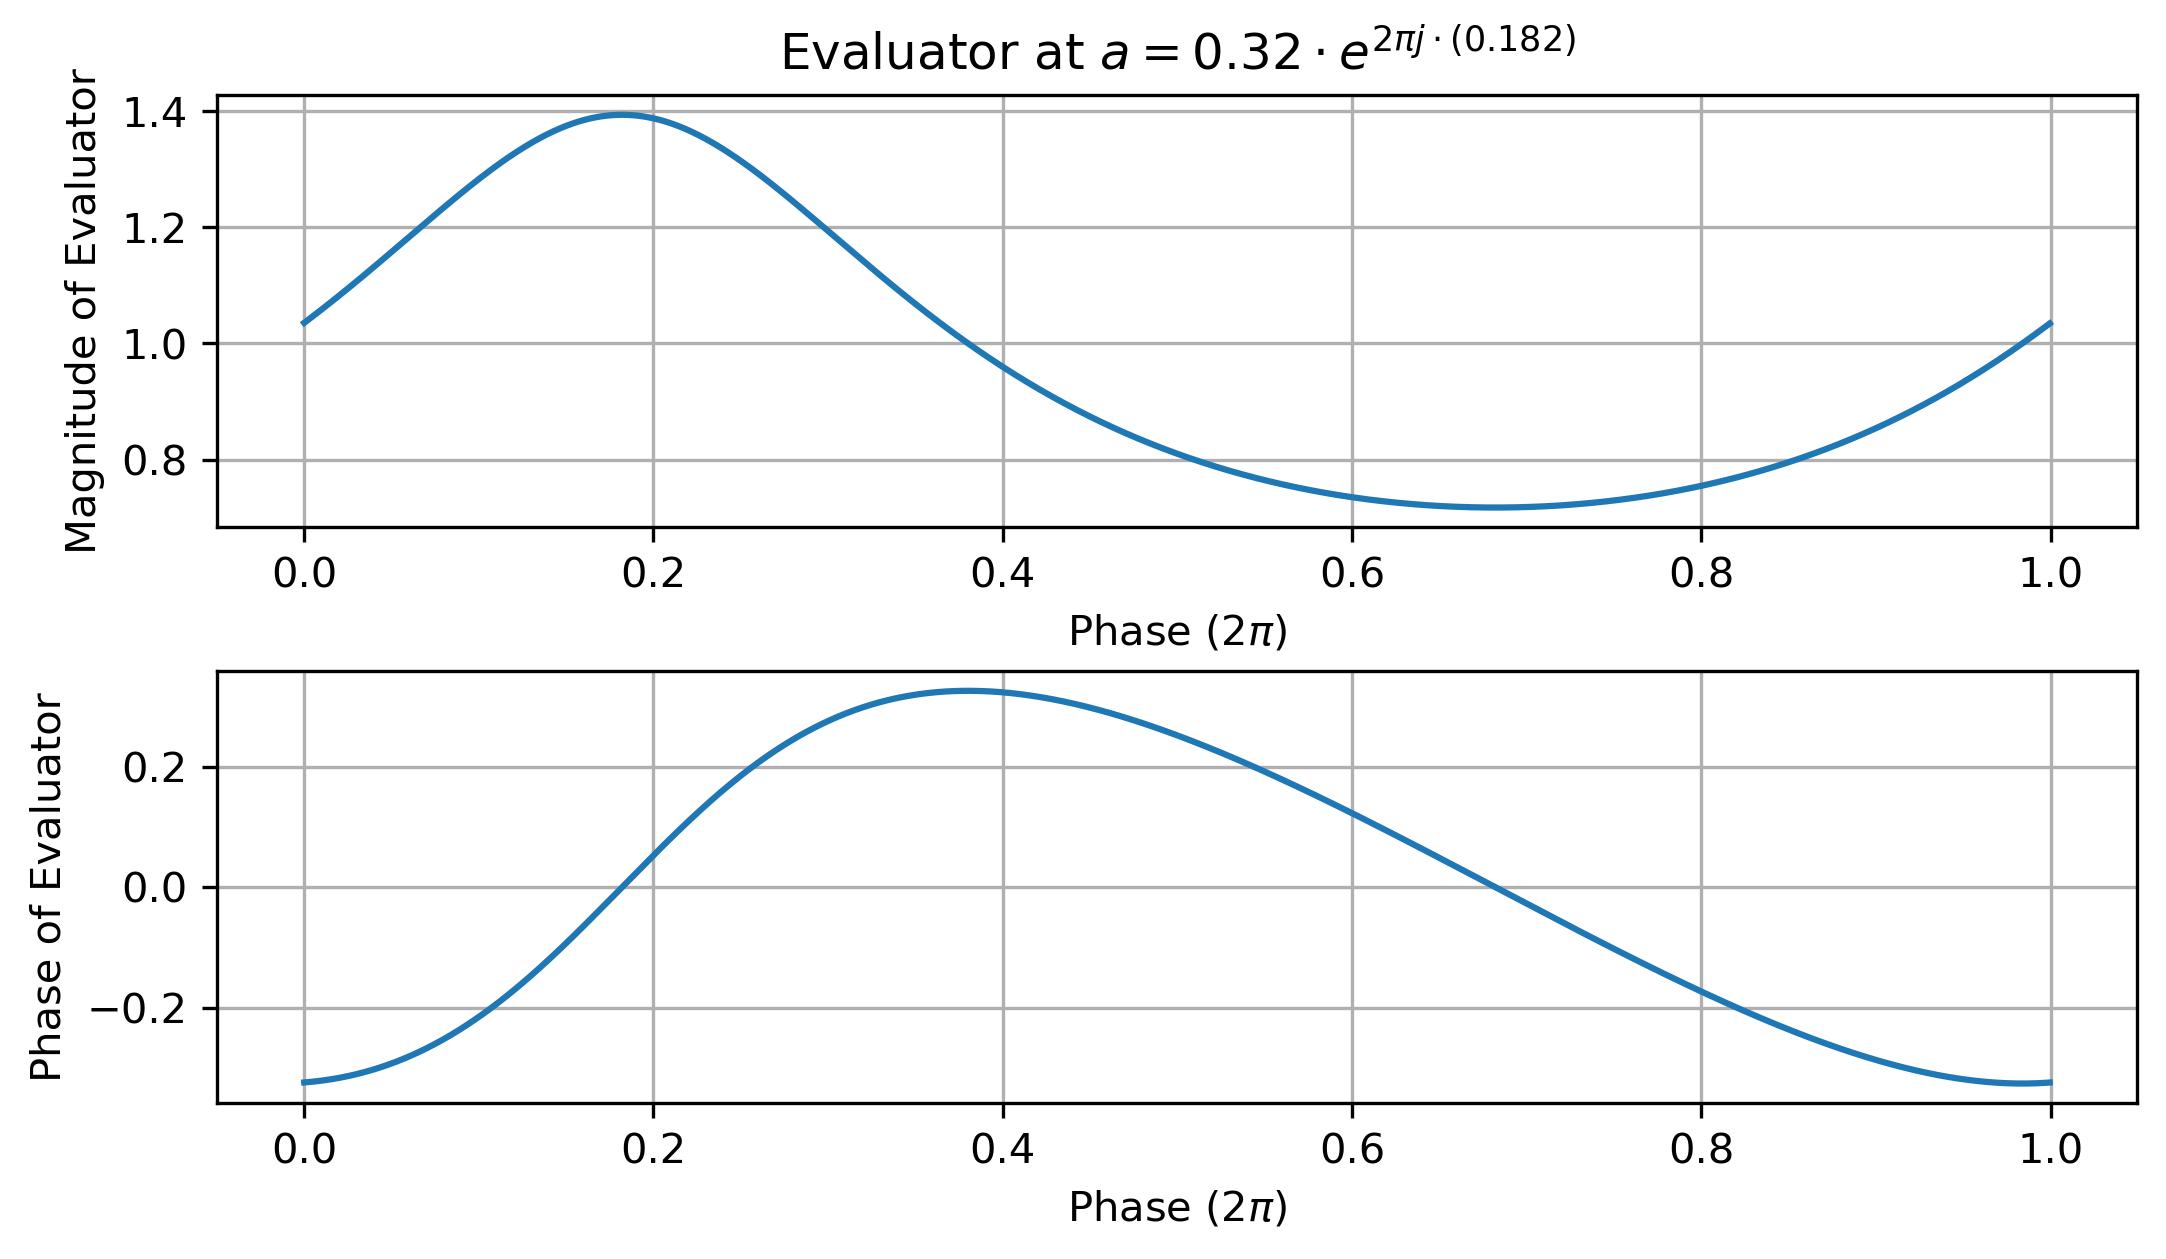 Evaluator at a = 0.32 · e^{2πj·(0.182)}
Magnitude of Evaluator
1.4
1.2
1.0
0.8
0.0 0.2 0.4 0.6 0.8 1.0
Phase (2π)
Phase of Evaluator
0.2
0.0
−0.2
0.0 0.2 0.4 0.6 0.8 1.0
Phase (2π)